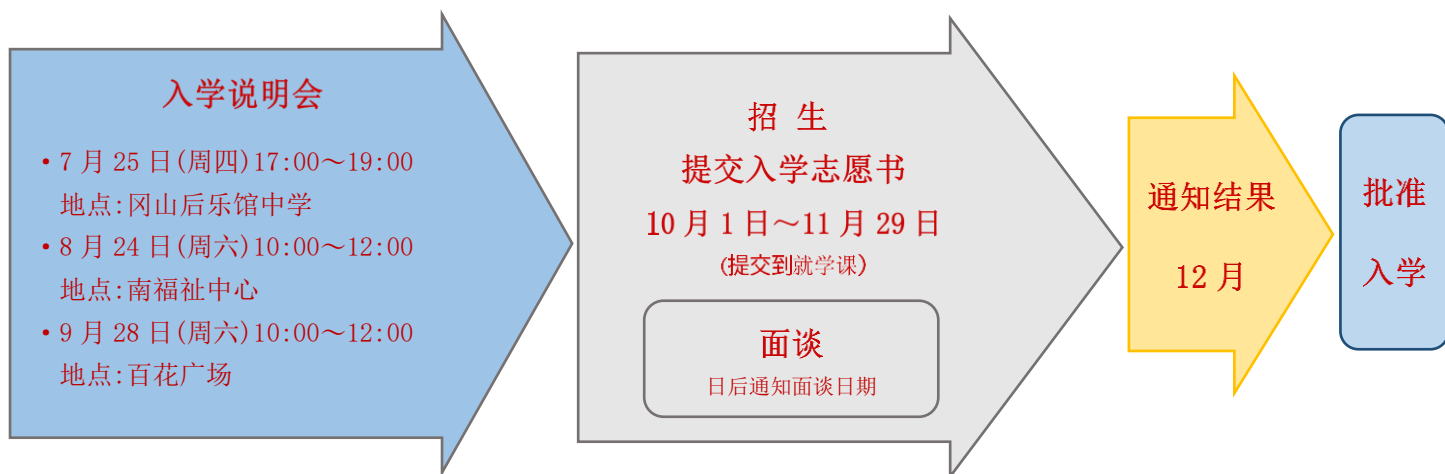 入学说明会
・7月25日(周四)17:00～19:00
地点:冈山后乐馆中学
・8月24日(周六)10:00～12:00
地点:南福祉中心
・9月28日(周六)10:00～12:00
地点:百花广场
招 生
提交入学志愿书
10月1日～11月29日
(提交到就学课)
面谈
日后通知面谈日期
通知结果
12月
批准
入学